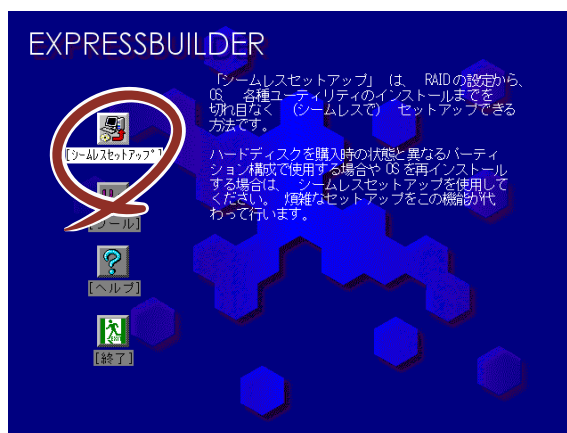 EXPRESSBUILDER
「シームレスセットアップ」 は、 RAIDの設定から、
OS、 各種ユーティリティのインストールまでを
切れ目なく （シームレスで） セットアップできる
方法です。
ハードディスクを購入時の状態と異なるパーティ
ション構成で使用する場合や OS を再インストール
する場合は、 シームレスセットアップを使用して
ください。 煩雑なセットアップをこの機能が代
わって行います。
[シームレスセットアップ]
[ツール]
[ヘルプ]
[終了]